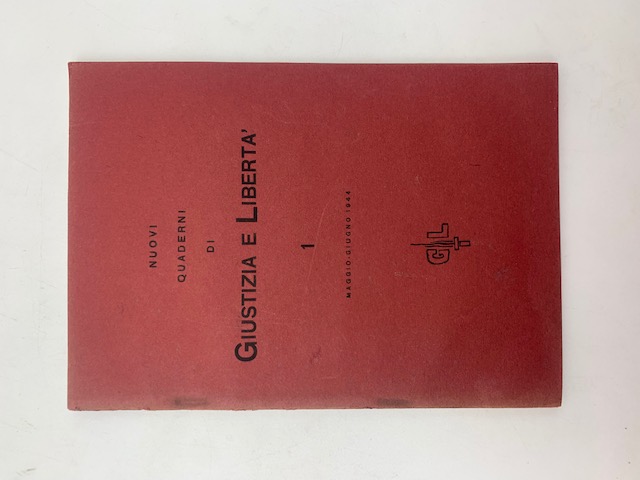 NUOVI
QUADERNI
DI
GIUSTIZIA E LIBERTA'
1
MAGGIO-GIUGNO 1944
GL